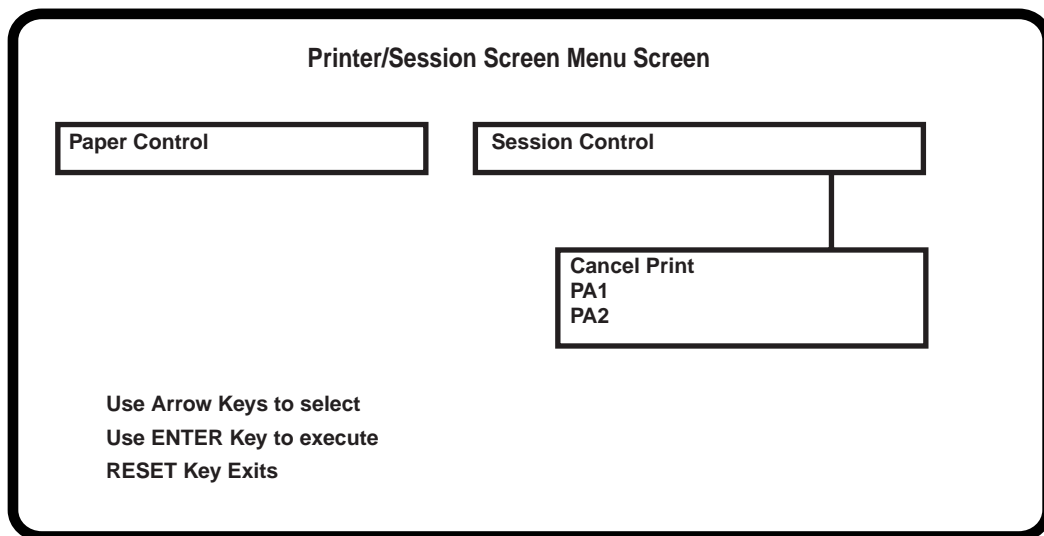 Printer/Session Screen Menu Screen
Paper Control
Session Control
Cancel Print
PA1
PA2
Use Arrow Keys to select
Use ENTER Key to execute
RESET Key Exits